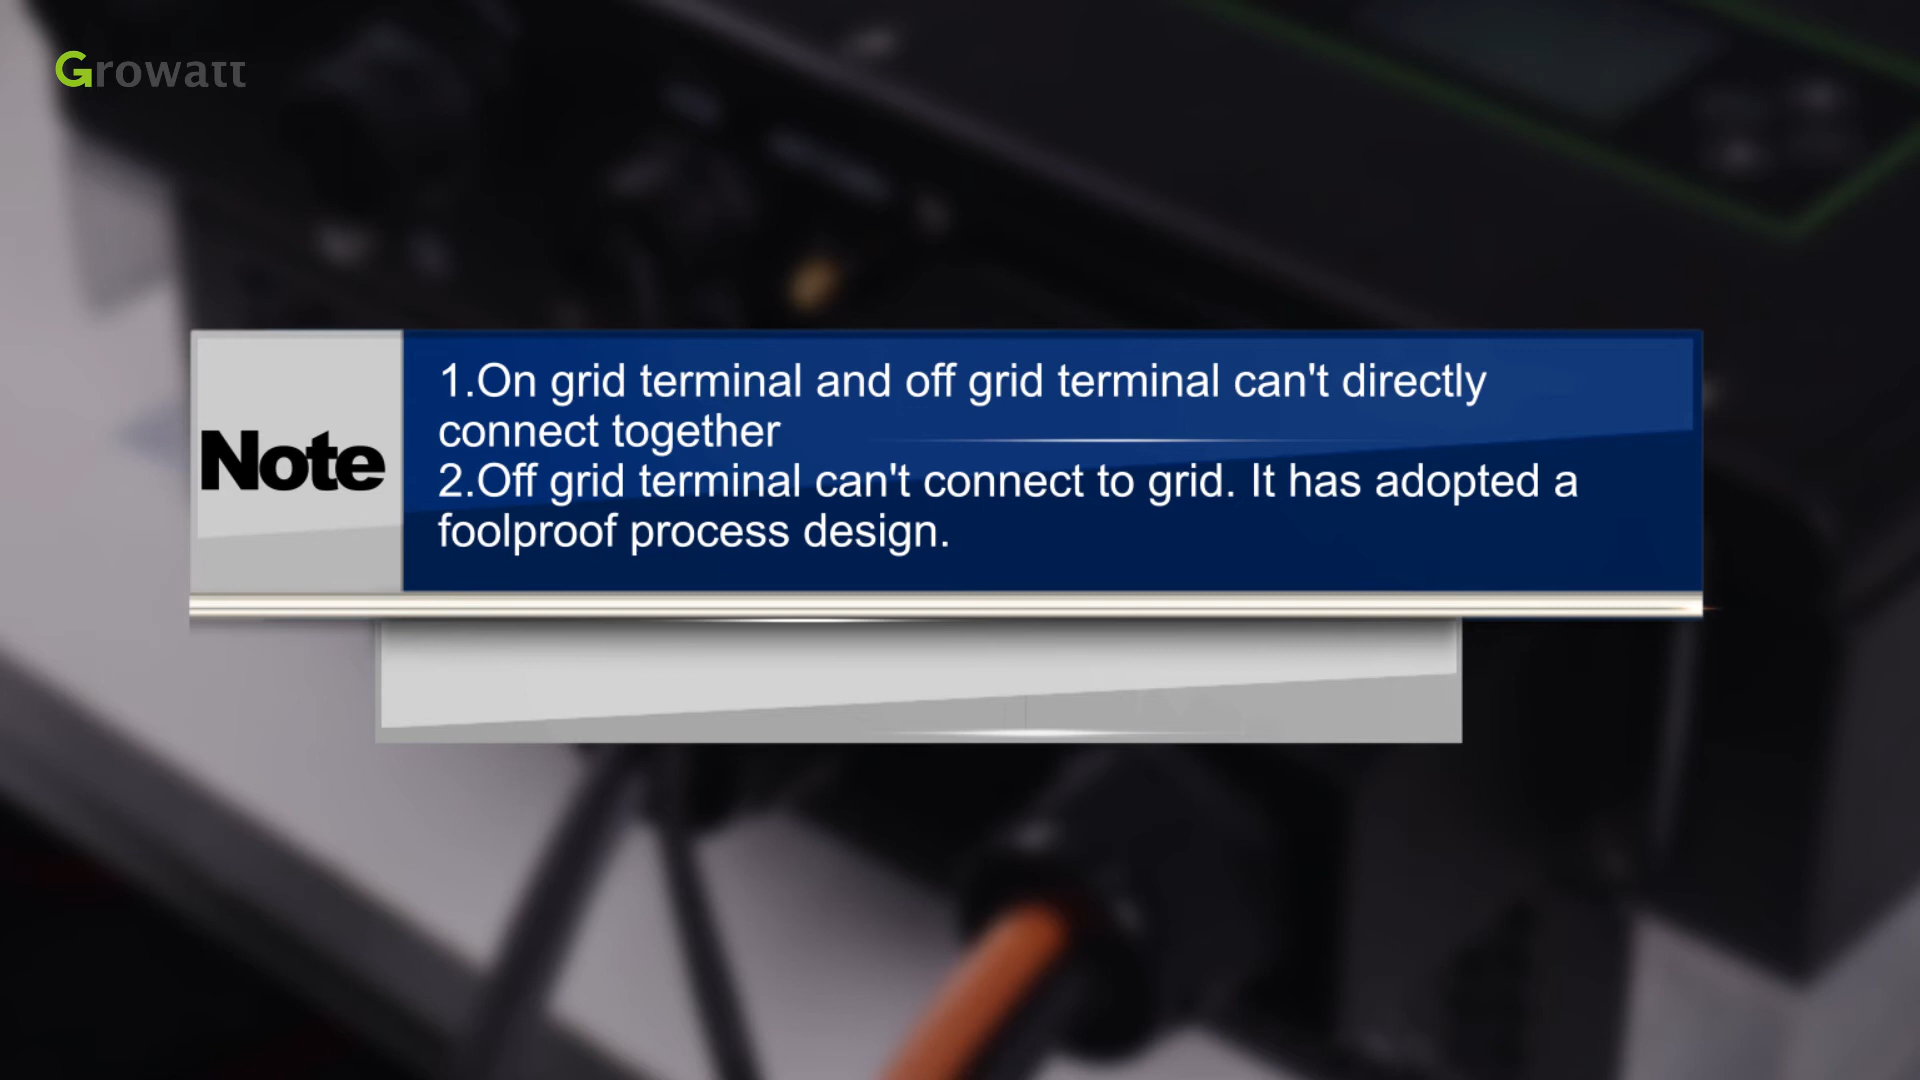 Growatt
Note
1.On grid terminal and off grid terminal can't directly
connect together
2.Off grid terminal can't connect to grid. It has adopted a
foolproof process design.